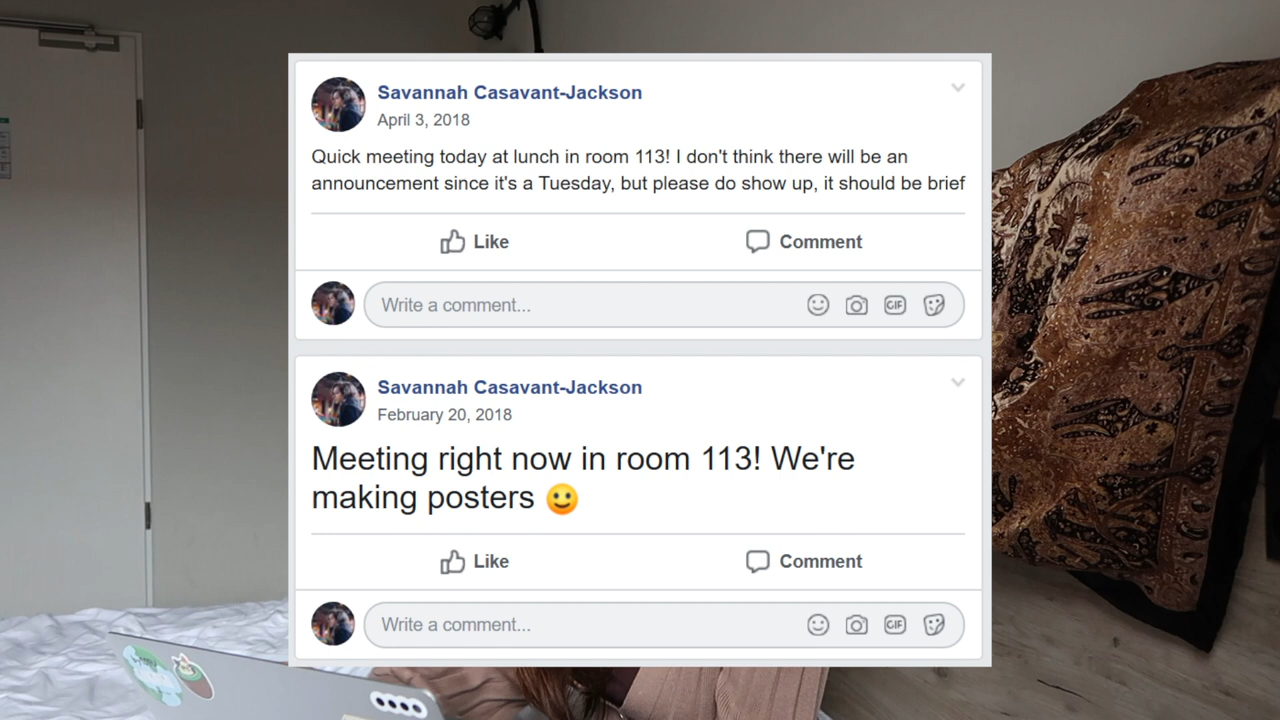 Savannah Casavant-Jackson
April 3, 2018
Quick meeting today at lunch in room 113! I don't think there will be an
announcement since it's a Tuesday, but please do show up, it should be brief
Like Comment
Write a comment... GIF
Savannah Casavant-Jackson
February 20, 2018
Meeting right now in room 113! We're
making posters 🙂
Like Comment
Write a comment... GIF